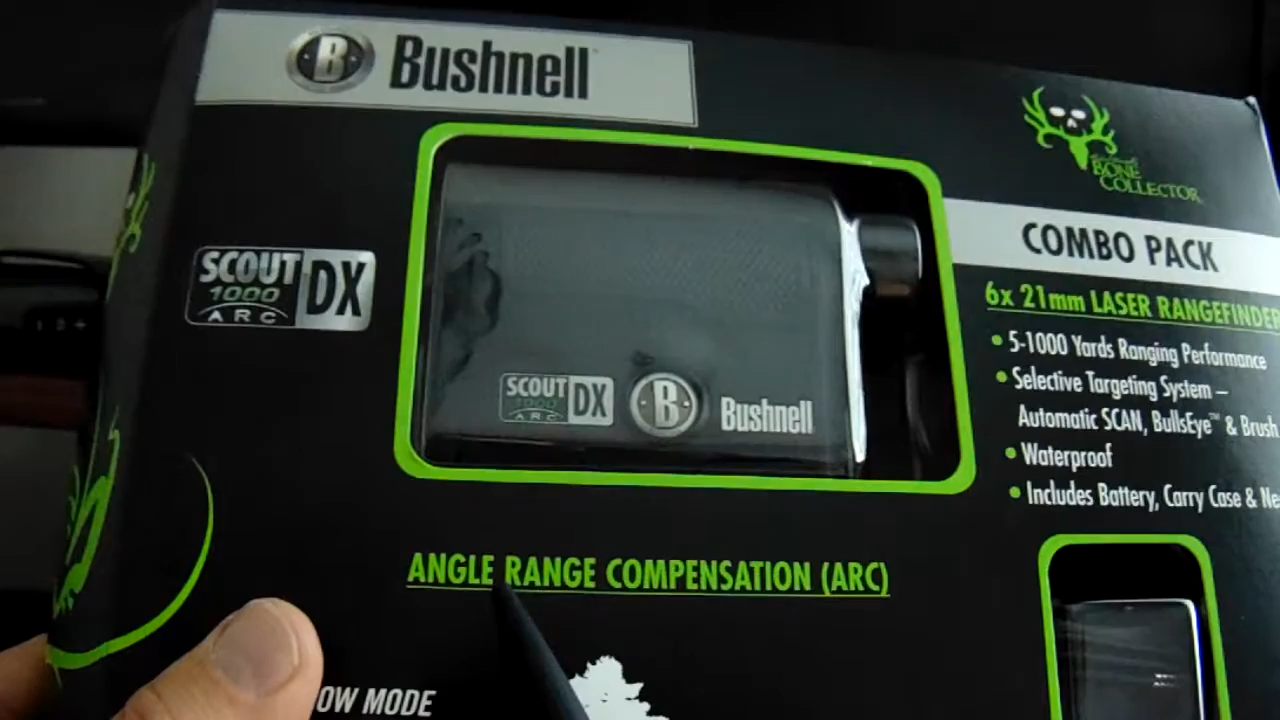 B Bushnell
BONE
COLLECTOR
COMBO PACK
SCOUT DX
1000
ARC
6x 21mm LASER RANGEFINDER
• 5-1000 Yards Ranging Performance
• Selective Targeting System –
Automatic SCAN, BullsEye™ & Brush
• Waterproof
• Includes Battery, Carry Case & Ne
SCOUT DX
1000
ARC
B
Bushnell
ANGLE RANGE COMPENSATION (ARC)
OW MODE